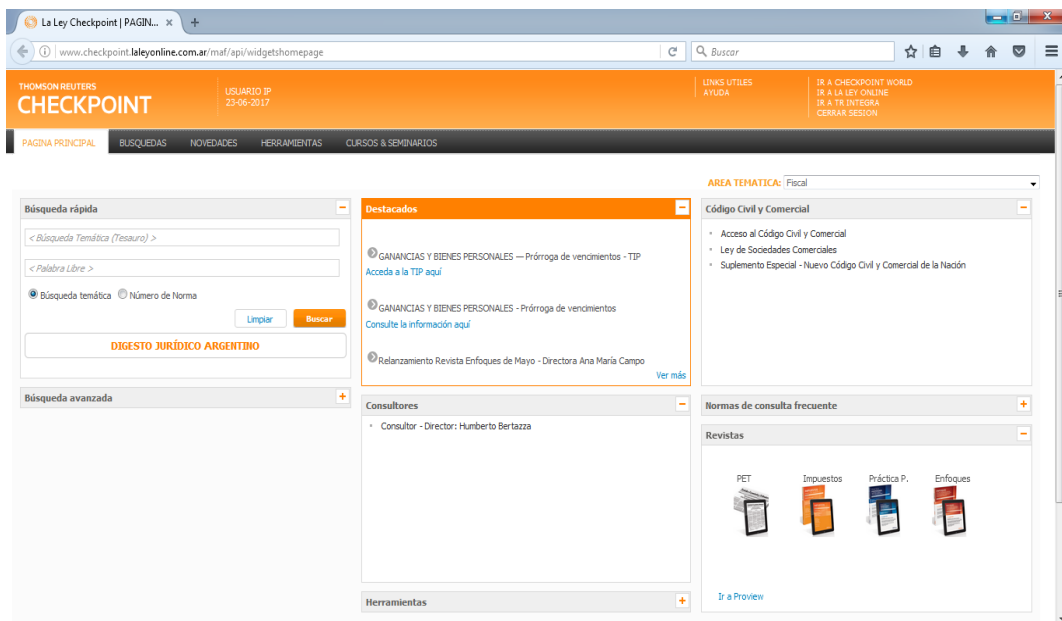 La Ley Checkpoint | PAGIN...
www.checkpoint.laleyonline.com.ar/maf/api/widgetshomepage
Buscar
THOMSON REUTERS
CHECKPOINT
USUARIO IP
23-06-2017
LINKS UTILES
AYUDA
IR A CHECKPOINT WORLD
IR A LA LEY ONLINE
IR A TR INTEGRA
CERRAR SESION
PAGINA PRINCIPAL BUSQUEDAS NOVEDADES HERRAMIENTAS CURSOS & SEMINARIOS
AREA TEMATICA: Fiscal
Búsqueda rápida
< Búsqueda Temática (Tesauro) >
< Palabra Libre >
Búsqueda temática Número de Norma
Limpiar Buscar
DIGESTO JURÍDICO ARGENTINO
Búsqueda avanzada
Destacados
GANANCIAS Y BIENES PERSONALES — Prórroga de vencimientos - TIP
Acceda a la TIP aquí
GANANCIAS Y BIENES PERSONALES - Prórroga de vencimientos
Consulte la información aquí
Relanzamiento Revista Enfoques de Mayo - Directora Ana María Campo
Ver más
Consultores
Consultor - Director: Humberto Bertazza
Herramientas
Código Civil y Comercial
Acceso al Código Civil y Comercial
Ley de Sociedades Comerciales
Suplemento Especial - Nuevo Código Civil y Comercial de la Nación
Normas de consulta frecuente
Revistas
PET Impuestos Práctica P. Enfoques
Ir a Proview